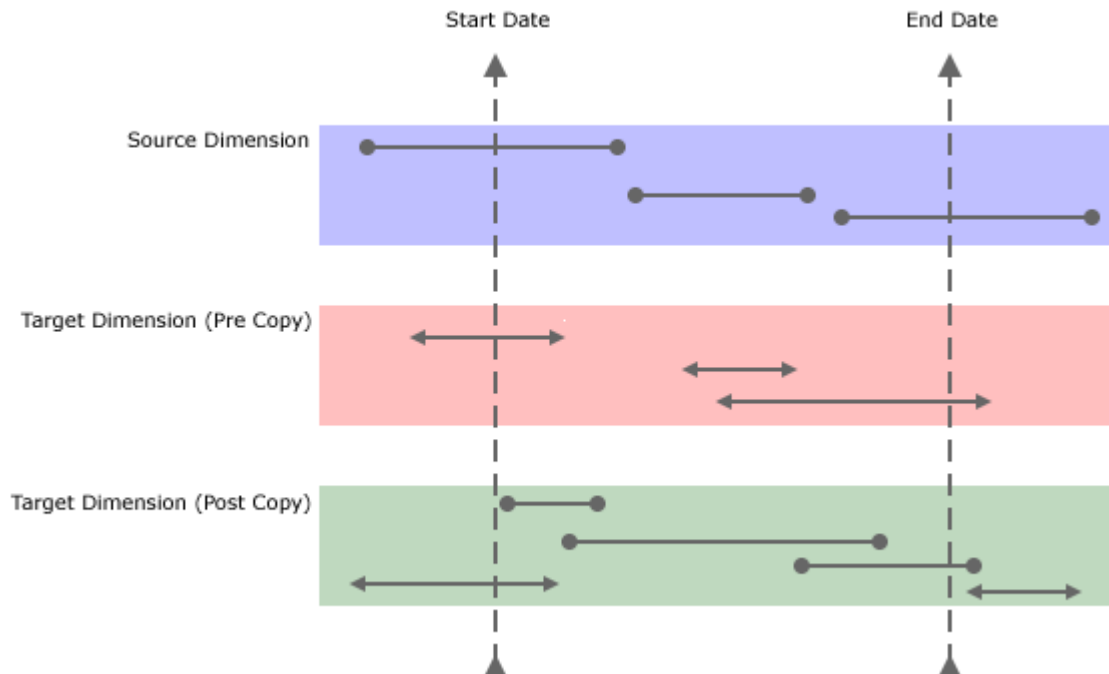 Start Date
End Date
Source Dimension
Target Dimension (Pre Copy)
Target Dimension (Post Copy)